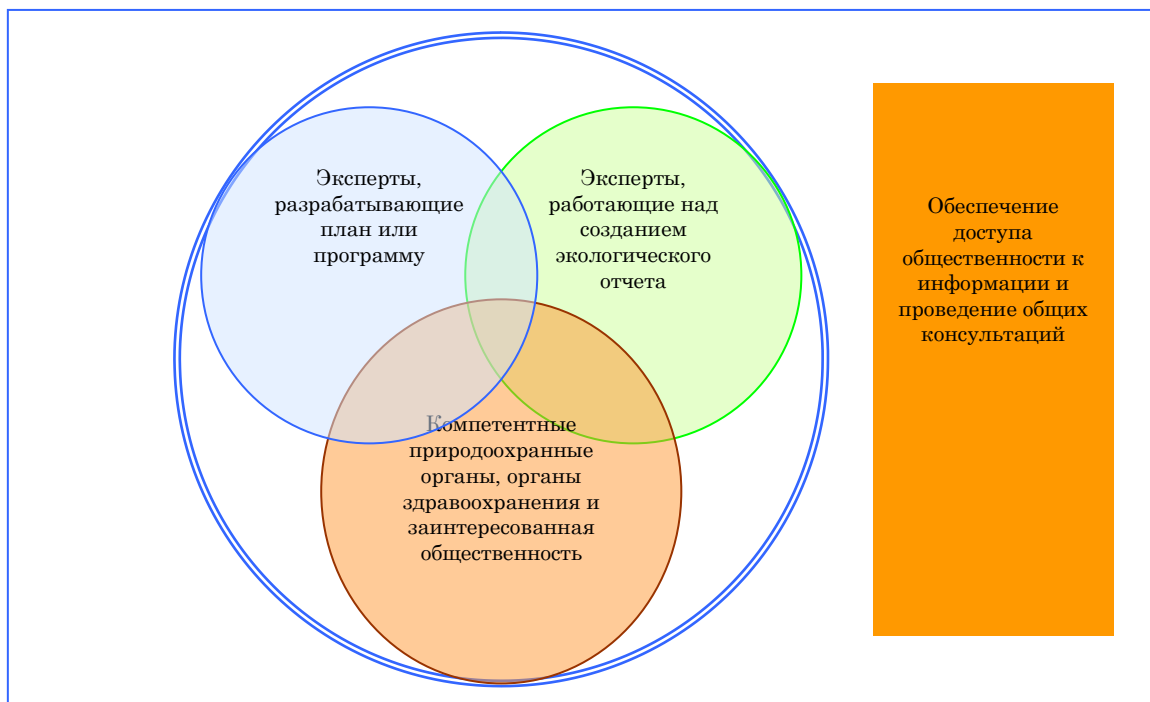 Эксперты,
разрабатывающие
план или
программу
Эксперты,
работающие над
созданием
экологического
отчета
Компетентные
природоохранные
органы, органы
здравоохранения и
заинтересованная
общественность
Обеспечение
доступа
общественности к
информации и
проведение общих
консультаций